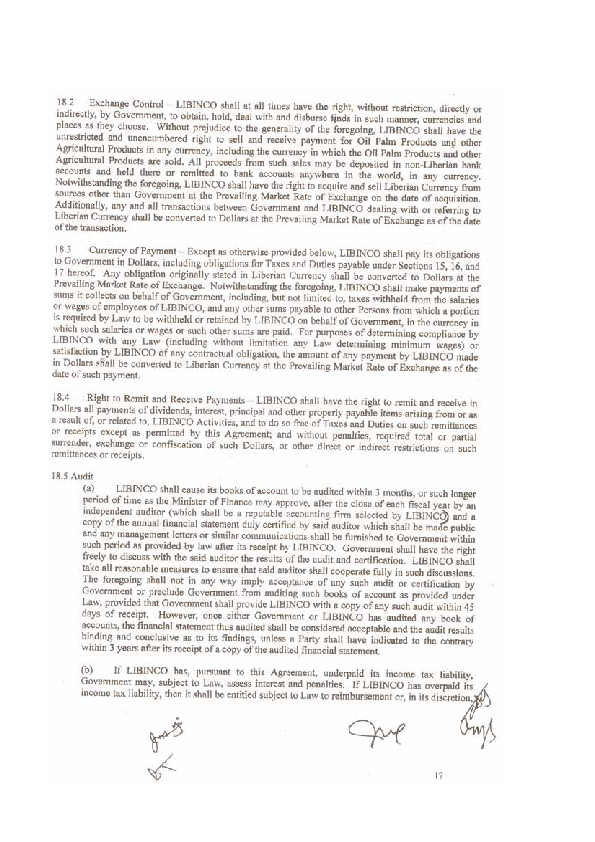 18.2 Exchange Control – LIBINCO shall at all times have the right, without restriction, directly or
indirectly, by Government, to obtain, hold, deal with and disburse funds in such manner, currencies and
places as they choose. Without prejudice to the generality of the foregoing, LIBINCO shall have the
unrestricted and unencumbered right to sell and receive payment for Oil Palm Products and other
Agricultural Products in any currency, including the currency in which the Oil Palm Products and other
Agricultural Products are sold. All proceeds from such sales may be deposited in non-Liberian bank
accounts and held there or remitted to bank accounts anywhere in the world, in any currency.
Notwithstanding the foregoing, LIBINCO shall have the right to acquire and sell Liberian Currency from
sources other than Government at the Prevailing Market Rate of Exchange on the date of acquisition.
Additionally, any and all transactions between Government and LIBINCO dealing with or referring to
Liberian Currency shall be converted to Dollars at the Prevailing Market Rate of Exchange as of the date
of the transaction.
18.3 Currency of Payment – Except as otherwise provided below, LIBINCO shall pay its obligations
to Government in Dollars, including obligations for Taxes and Duties payable under Sections 15, 16, and
17 hereof. Any obligation originally stated in Liberian Currency shall be converted to Dollars at the
Prevailing Market Rate of Exchange. Notwithstanding the foregoing, LIBINCO shall make payments of
sums it collects on behalf of Government, including, but not limited to, taxes withheld from the salaries
or wages of employees of LIBINCO, and any other sums payable to other Persons from which a portion
is required by Law to be withheld or retained by LIBINCO on behalf of Government, in the currency in
which such salaries or wages or such other sums are paid. For purposes of determining compliance by
LIBINCO with any Law (including without limitation any Law determining minimum wages) or
satisfaction by LIBINCO of any contractual obligation, the amount of any payment by LIBINCO made
in Dollars shall be converted to Liberian Currency at the Prevailing Market Rate of Exchange as of the
date of such payment.
18.4 Right to Remit and Receive Payments – LIBINCO shall have the right to remit and receive in
Dollars all payments of dividends, interest, principal and other properly payable items arising from or as
a result of, or related to, LIBINCO Activities, and to do so free of Taxes and Duties on such remittances
or receipts except as permitted by this Agreement; and without penalties, required total or partial
surrender, exchange or confiscation of such Dollars, or other direct or indirect restrictions on such
remittances or receipts.
18.5 Audit
(a) LIBINCO shall cause its books of account to be audited within 3 months, or such longer
period of time as the Minister of Finance may approve, after the close of each fiscal year by an
independent auditor (which shall be a reputable accounting firm selected by LIBINCO) and a
copy of the annual financial statement duly certified by said auditor which shall be made public
and any management letters or similar communications shall be furnished to Government within
such period as provided by law after its receipt by LIBINCO. Government shall have the right
freely to discuss with the said auditor the results of the audit and certification. LIBINCO shall
take all reasonable measures to ensure that said auditor shall cooperate fully in such discussions.
The foregoing shall not in any way imply acceptance of any such audit or certification by
Government or preclude Government from auditing such books of account as provided under
Law, provided that Government shall provide LIBINCO with a copy of any such audit within 45
days of receipt. However, once either Government or LIBINCO has audited any book of
accounts, the financial statement thus audited shall be considered acceptable and the audit results
binding and conclusive as to its findings, unless a Party shall have indicated to the contrary
within 3 years after its receipt of a copy of the audited financial statement.
(b) If LIBINCO has, pursuant to this Agreement, underpaid its income tax liability,
Government may, subject to Law, assess interest and penalties. If LIBINCO has overpaid its
income tax liability, then it shall be entitled subject to Law to reimbursement or, in its discretion,
17